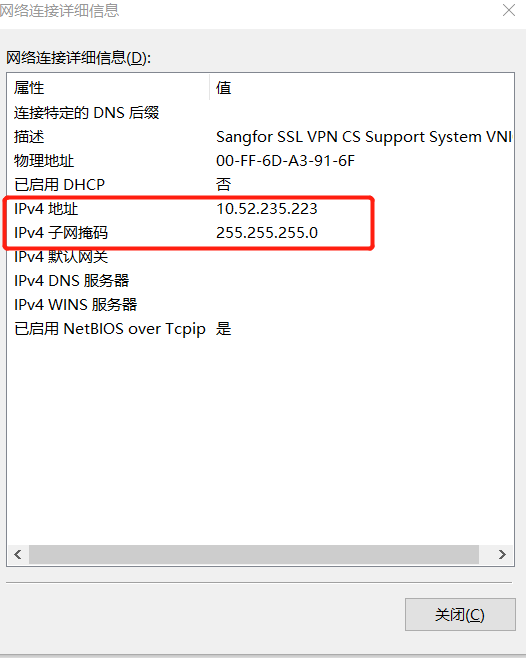 网络连接详细信息
网络连接详细信息(D):
属性 值
连接特定的 DNS 后缀
描述 Sangfor SSL VPN CS Support System VNI
物理地址 00-FF-6D-A3-91-6F
已启用 DHCP 否
IPv4 地址 10.52.235.223
IPv4 子网掩码 255.255.255.0
IPv4 默认网关
IPv4 DNS 服务器
IPv4 WINS 服务器
已启用 NetBIOS over Tcpip 是
关闭(C)